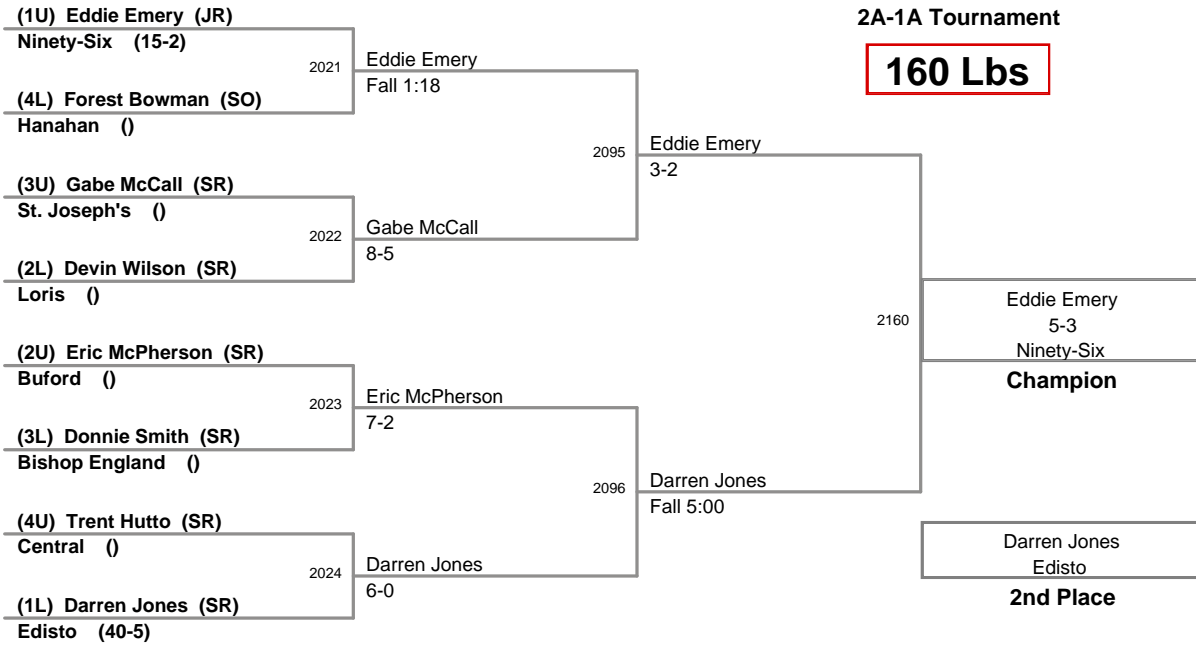 (1U) Eddie Emery (JR)
Ninety-Six (15-2)
2021
(4L) Forest Bowman (SO)
Hanahan ()
(3U) Gabe McCall (SR)
St. Joseph's ()
2022
(2L) Devin Wilson (SR)
Loris ()
(2U) Eric McPherson (SR)
Buford ()
2023
(3L) Donnie Smith (SR)
Bishop England ()
(4U) Trent Hutto (SR)
Central ()
2024
(1L) Darren Jones (SR)
Edisto (40-5)
Eddie Emery
Fall 1:18
2095
Gabe McCall
8-5
Eric McPherson
7-2
2096
Darren Jones
6-0
Eddie Emery
3-2
2160
Darren Jones
Fall 5:00
2A-1A Tournament
160 Lbs
Eddie Emery
5-3
Ninety-Six
Champion
Darren Jones
Edisto
2nd Place